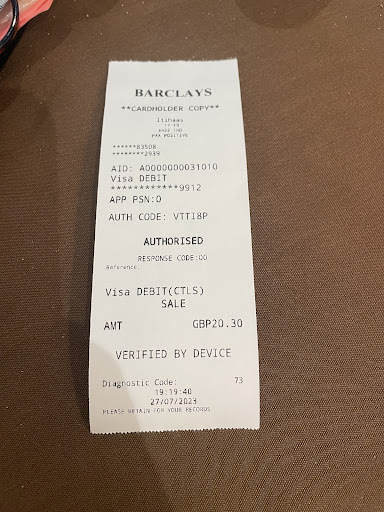 BARCLAYS
**CARDHOLDER COPY**
Itihaas
******83508
********2939
AID: A0000000031010
Visa DEBIT
************9912
APP PSN:0
AUTH CODE: VTTI8P
AUTHORISED
RESPONSE CODE:00
Reference:
Visa DEBIT(CTLS)
SALE
AMT GBP20.30
VERIFIED BY DEVICE
Diagnostic Code: 73
19:19:40
27/07/2023
PLEASE RETAIN FOR YOUR RECORDS